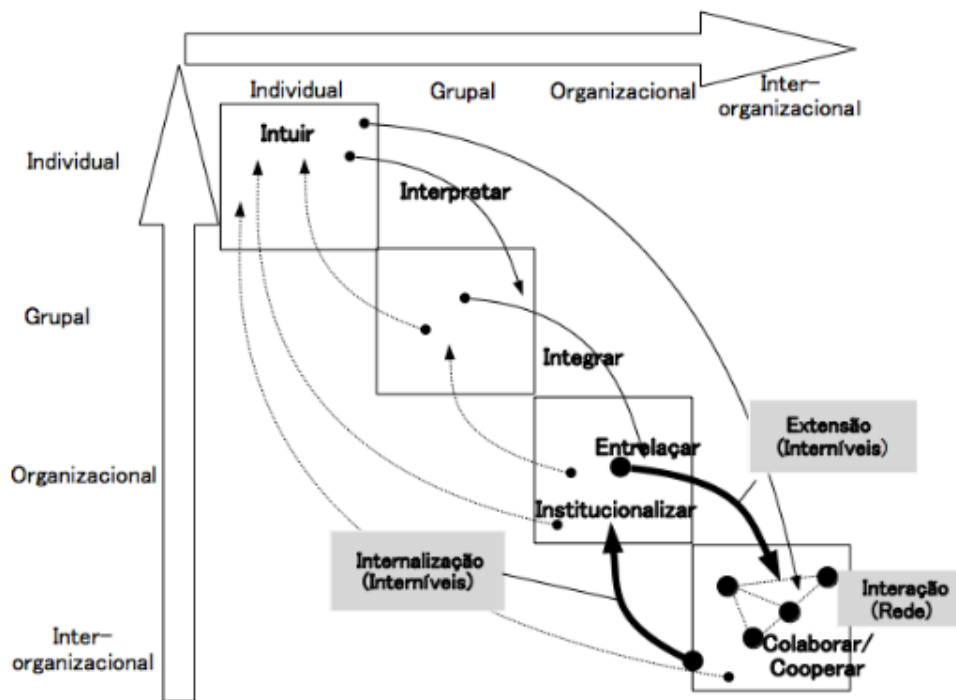 Individual
Grupal
Organizacional
Inter-
organizacional
Individual
Intuir
Interpretar
Grupal
Integrar
Extensão
(Interníveis)
Organizacional
Entrelaçar
Institucionalizar
Internalização
(Interníveis)
Interação
(Rede)
Inter-
organizacional
Colaborar/
Cooperar